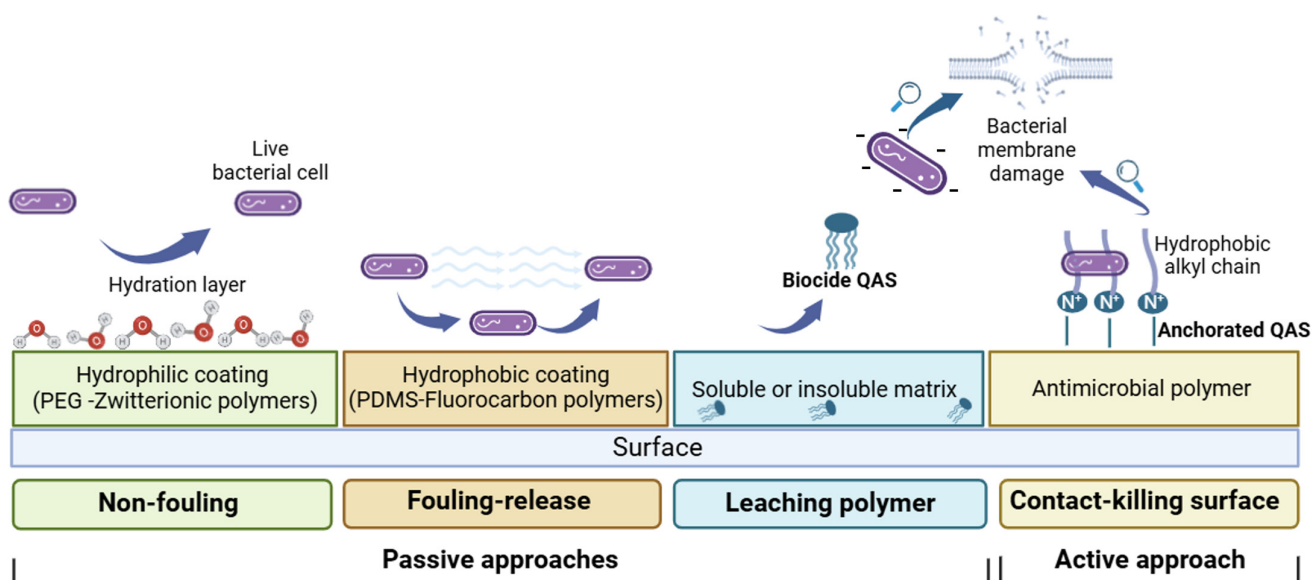 Live
bacterial cell
Hydration layer
H H O H H O H H O H H O H H O H H O
Bacterial
membrane
damage
Biocide QAS
Hydrophobic
alkyl chain
N+ N+ N+
Anchorated QAS
Hydrophilic coating
(PEG -Zwitterionic polymers)
Hydrophobic coating
(PDMS-Fluorocarbon polymers)
Soluble or insoluble matrix
Antimicrobial polymer
Surface
Non-fouling
Fouling-release
Leaching polymer
Contact-killing surface
Passive approaches
Active approach